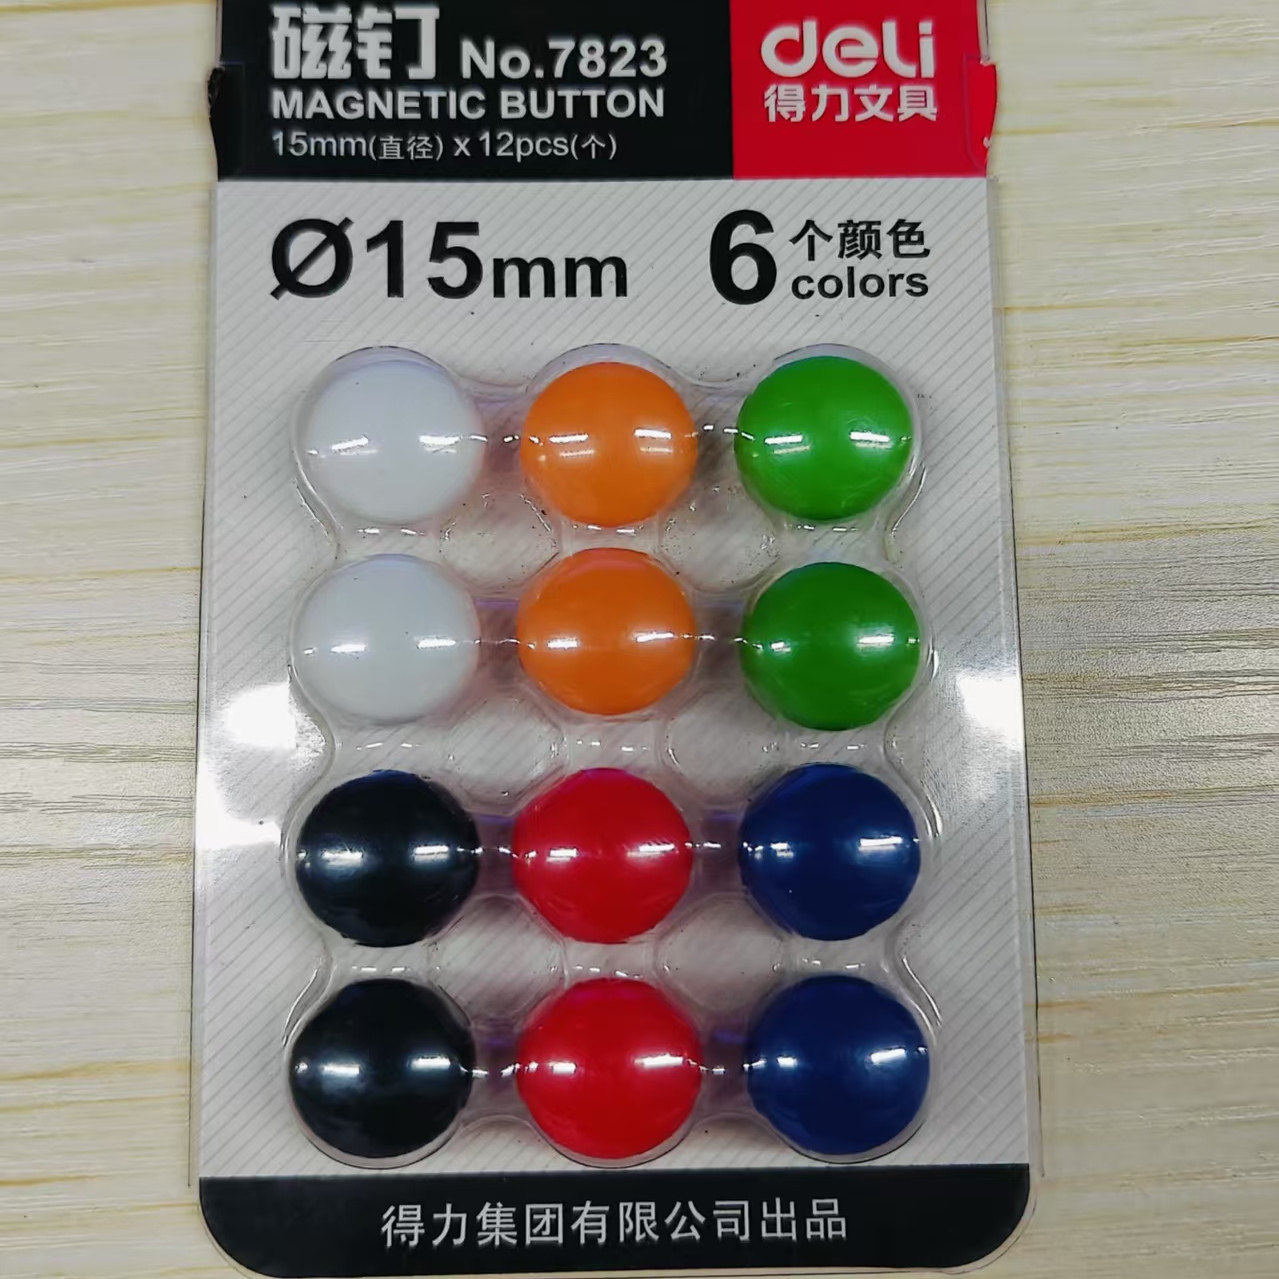 磁钉 No.7823
MAGNETIC BUTTON
15mm(直径) x 12pcs(个)
deli
得力文具
Ø15mm
6个颜色
colors
得力集团有限公司出品